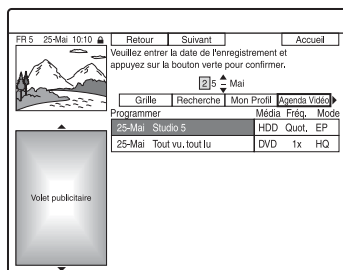 FR 5 25-Mai 10:10 Retour Suivant Accueil
Veuillez entrer la date de l'enregistrement et
appuyez sur la bouton verte pour confirmer.
25 Mai
Grille Recherche Mon Profil Agenda Vidéo
Programmer Média Fréq. Mode
25-Mai Studio 5 HDD Quot. EP
25-Mai Tout vu, tout lu DVD 1x HQ
Volet publicitaire